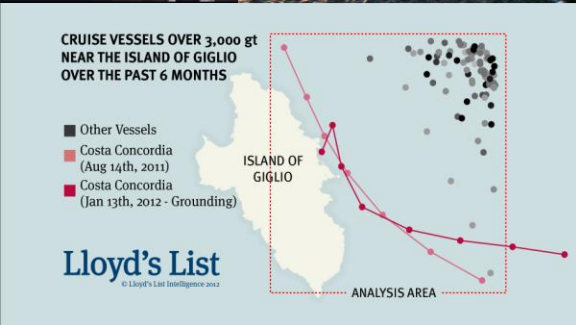 CRUISE VESSELS OVER 3,000 gt
NEAR THE ISLAND OF GIGLIO
OVER THE PAST 6 MONTHS
Other Vessels
Costa Concordia
(Aug 14th, 2011)
Costa Concordia
(Jan 13th, 2012 - Grounding)
ISLAND OF
GIGLIO
Lloyd's List
© Lloyd's List Intelligence 2012
ANALYSIS AREA